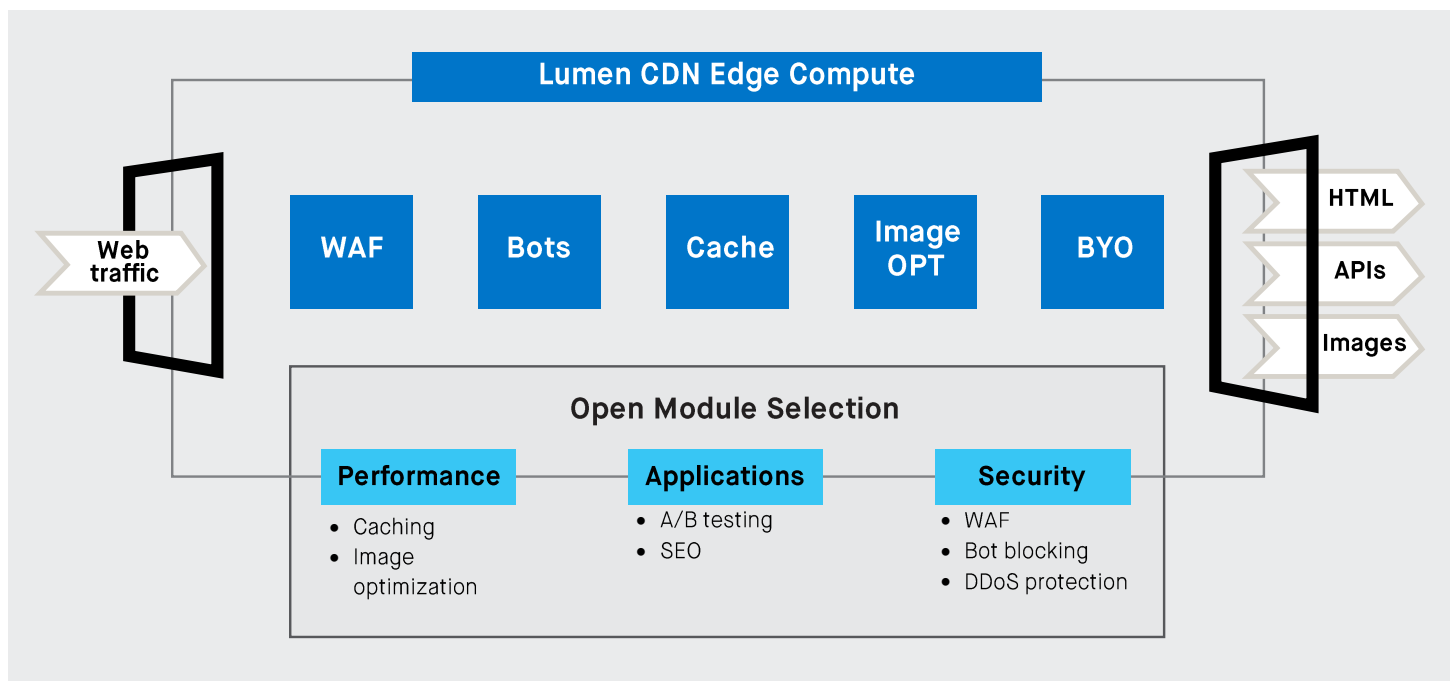 Lumen CDN Edge Compute
Web
traffic
WAF
Bots
Cache
Image
OPT
BYO
HTML
APIs
Images
Open Module Selection
Performance
• Caching
• Image
optimization
Applications
• A/B testing
• SEO
Security
• WAF
• Bot blocking
• DDoS protection